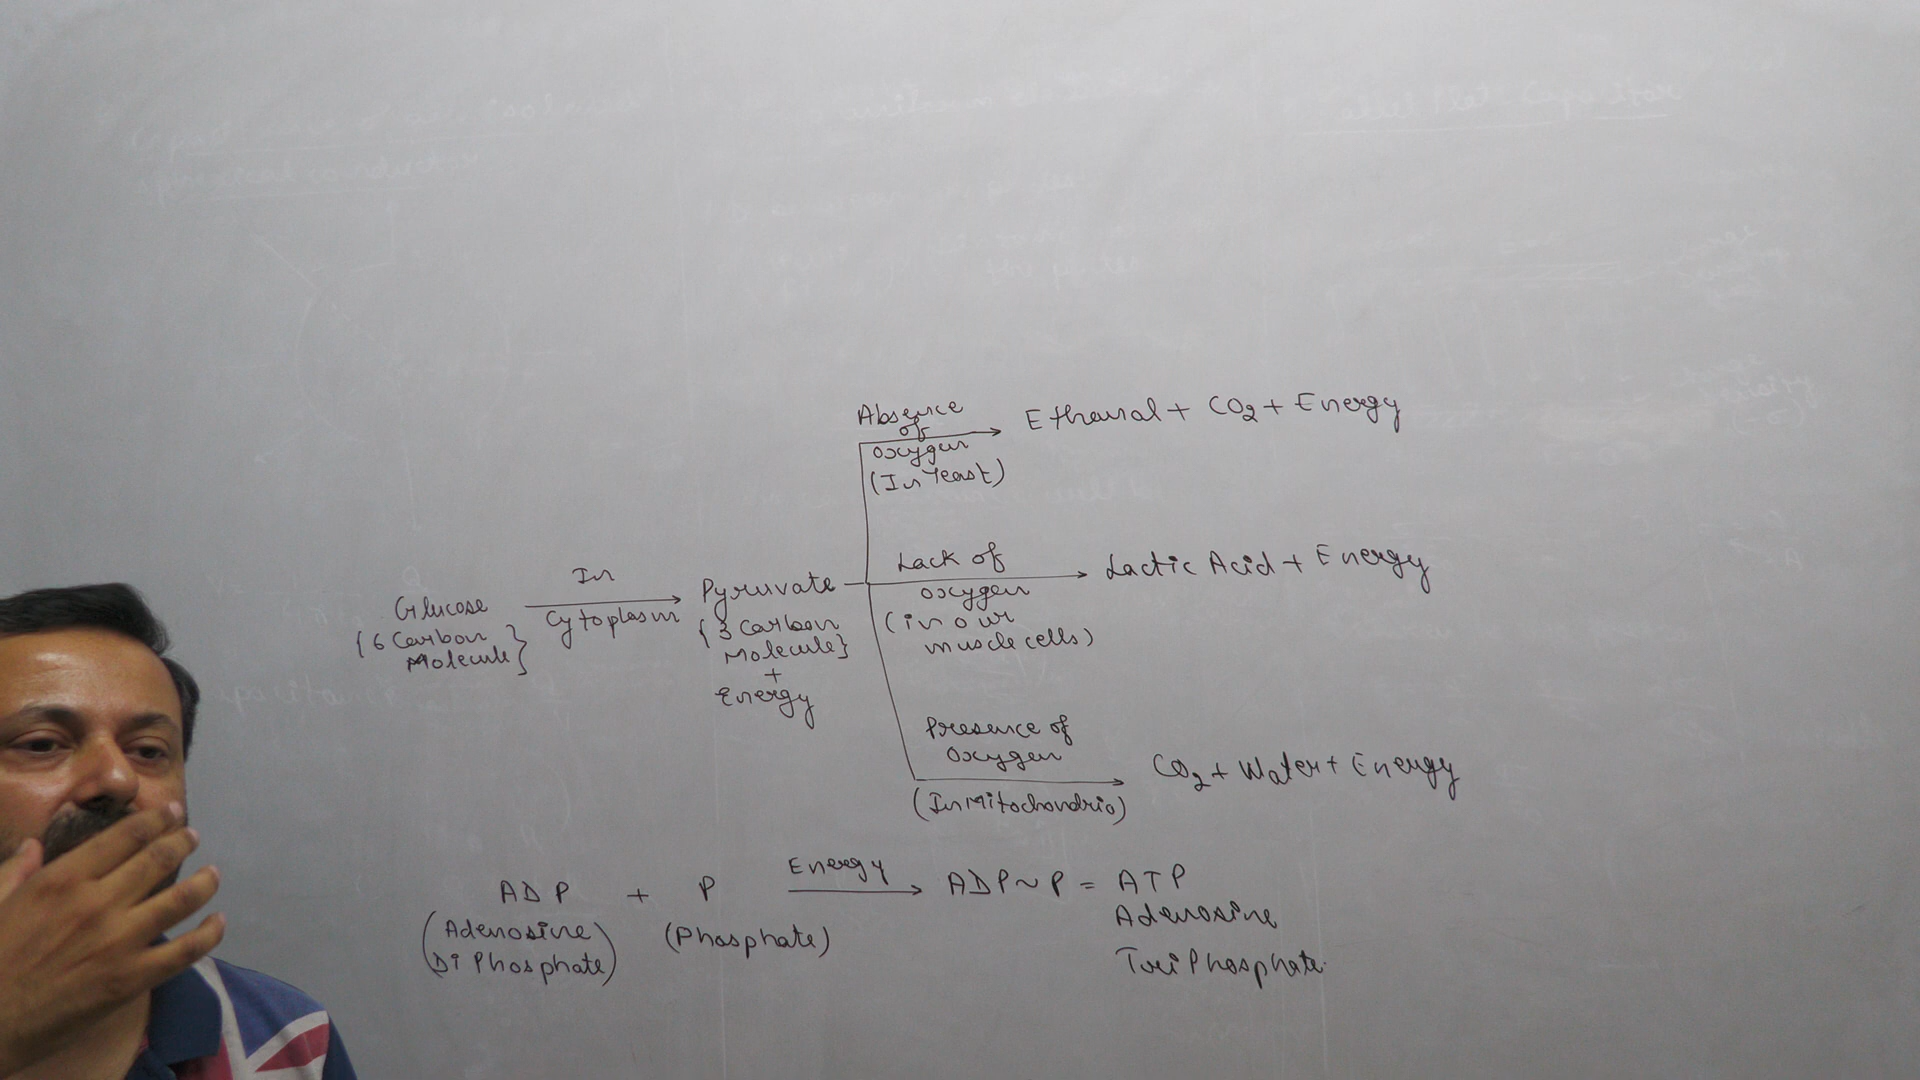 Absence
of
oxygen
(In Yeast)
Ethanol + CO2 + Energy
Glucose
{6 Carbon
Molecule}
In
Cytoplasm
Pyruvate
{3 Carbon
Molecule}
+
Energy
Lack of
oxygen
(in our
muscle cells)
Lactic Acid + Energy
Presence of
Oxygen
(In Mitochondria)
CO2 + Water + Energy
ADP + P
Energy
ADP~P = ATP
(Adenosine
Di Phosphate)
(Phosphate)
Adenosine
Tri Phosphate.